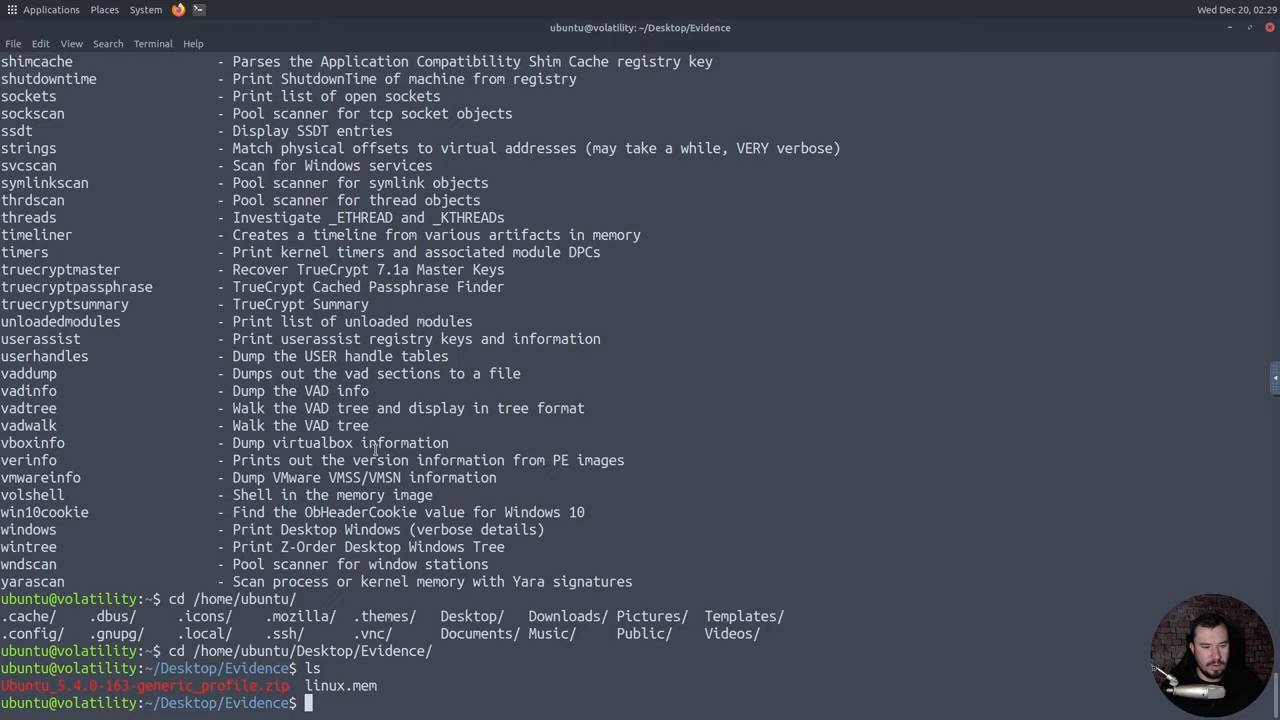 Applications Places System Wed Dec 20, 02:29
ubuntu@volatility: ~/Desktop/Evidence
File Edit View Search Terminal Help
shimcache - Parses the Application Compatibility Shim Cache registry key
shutdowntime - Print ShutdownTime of machine from registry
sockets - Print list of open sockets
sockscan - Pool scanner for tcp socket objects
ssdt - Display SSDT entries
strings - Match physical offsets to virtual addresses (may take a while, VERY verbose)
svcscan - Scan for Windows services
symlinkscan - Pool scanner for symlink objects
thrdscan - Pool scanner for thread objects
threads - Investigate _ETHREAD and _KTHREADs
timeliner - Creates a timeline from various artifacts in memory
timers - Print kernel timers and associated module DPCs
truecryptmaster - Recover TrueCrypt 7.1a Master Keys
truecryptpassphrase - TrueCrypt Cached Passphrase Finder
truecryptsummary - TrueCrypt Summary
unloadedmodules - Print list of unloaded modules
userassist - Print userassist registry keys and information
userhandles - Dump the USER handle tables
vaddump - Dumps out the vad sections to a file
vadinfo - Dump the VAD info
vadtree - Walk the VAD tree and display in tree format
vadwalk - Walk the VAD tree
vboxinfo - Dump virtualbox information
verinfo - Prints out the version information from PE images
vmwareinfo - Dump VMware VMSS/VMSN information
volshell - Shell in the memory image
win10cookie - Find the ObHeaderCookie value for Windows 10
windows - Print Desktop Windows (verbose details)
wintree - Print Z-Order Desktop Windows Tree
wndscan - Pool scanner for window stations
yarascan - Scan process or kernel memory with Yara signatures
ubuntu@volatility:~$ cd /home/ubuntu/
.cache/ .dbus/ .icons/ .mozilla/ .themes/ Desktop/ Downloads/ Pictures/ Templates/
.config/ .gnupg/ .local/ .ssh/ .vnc/ Documents/ Music/ Public/ Videos/
ubuntu@volatility:~$ cd /home/ubuntu/Desktop/Evidence/
ubuntu@volatility:~/Desktop/Evidence$ ls
Ubuntu_5.4.0-163-generic_profile.zip linux.mem
ubuntu@volatility:~/Desktop/Evidence$